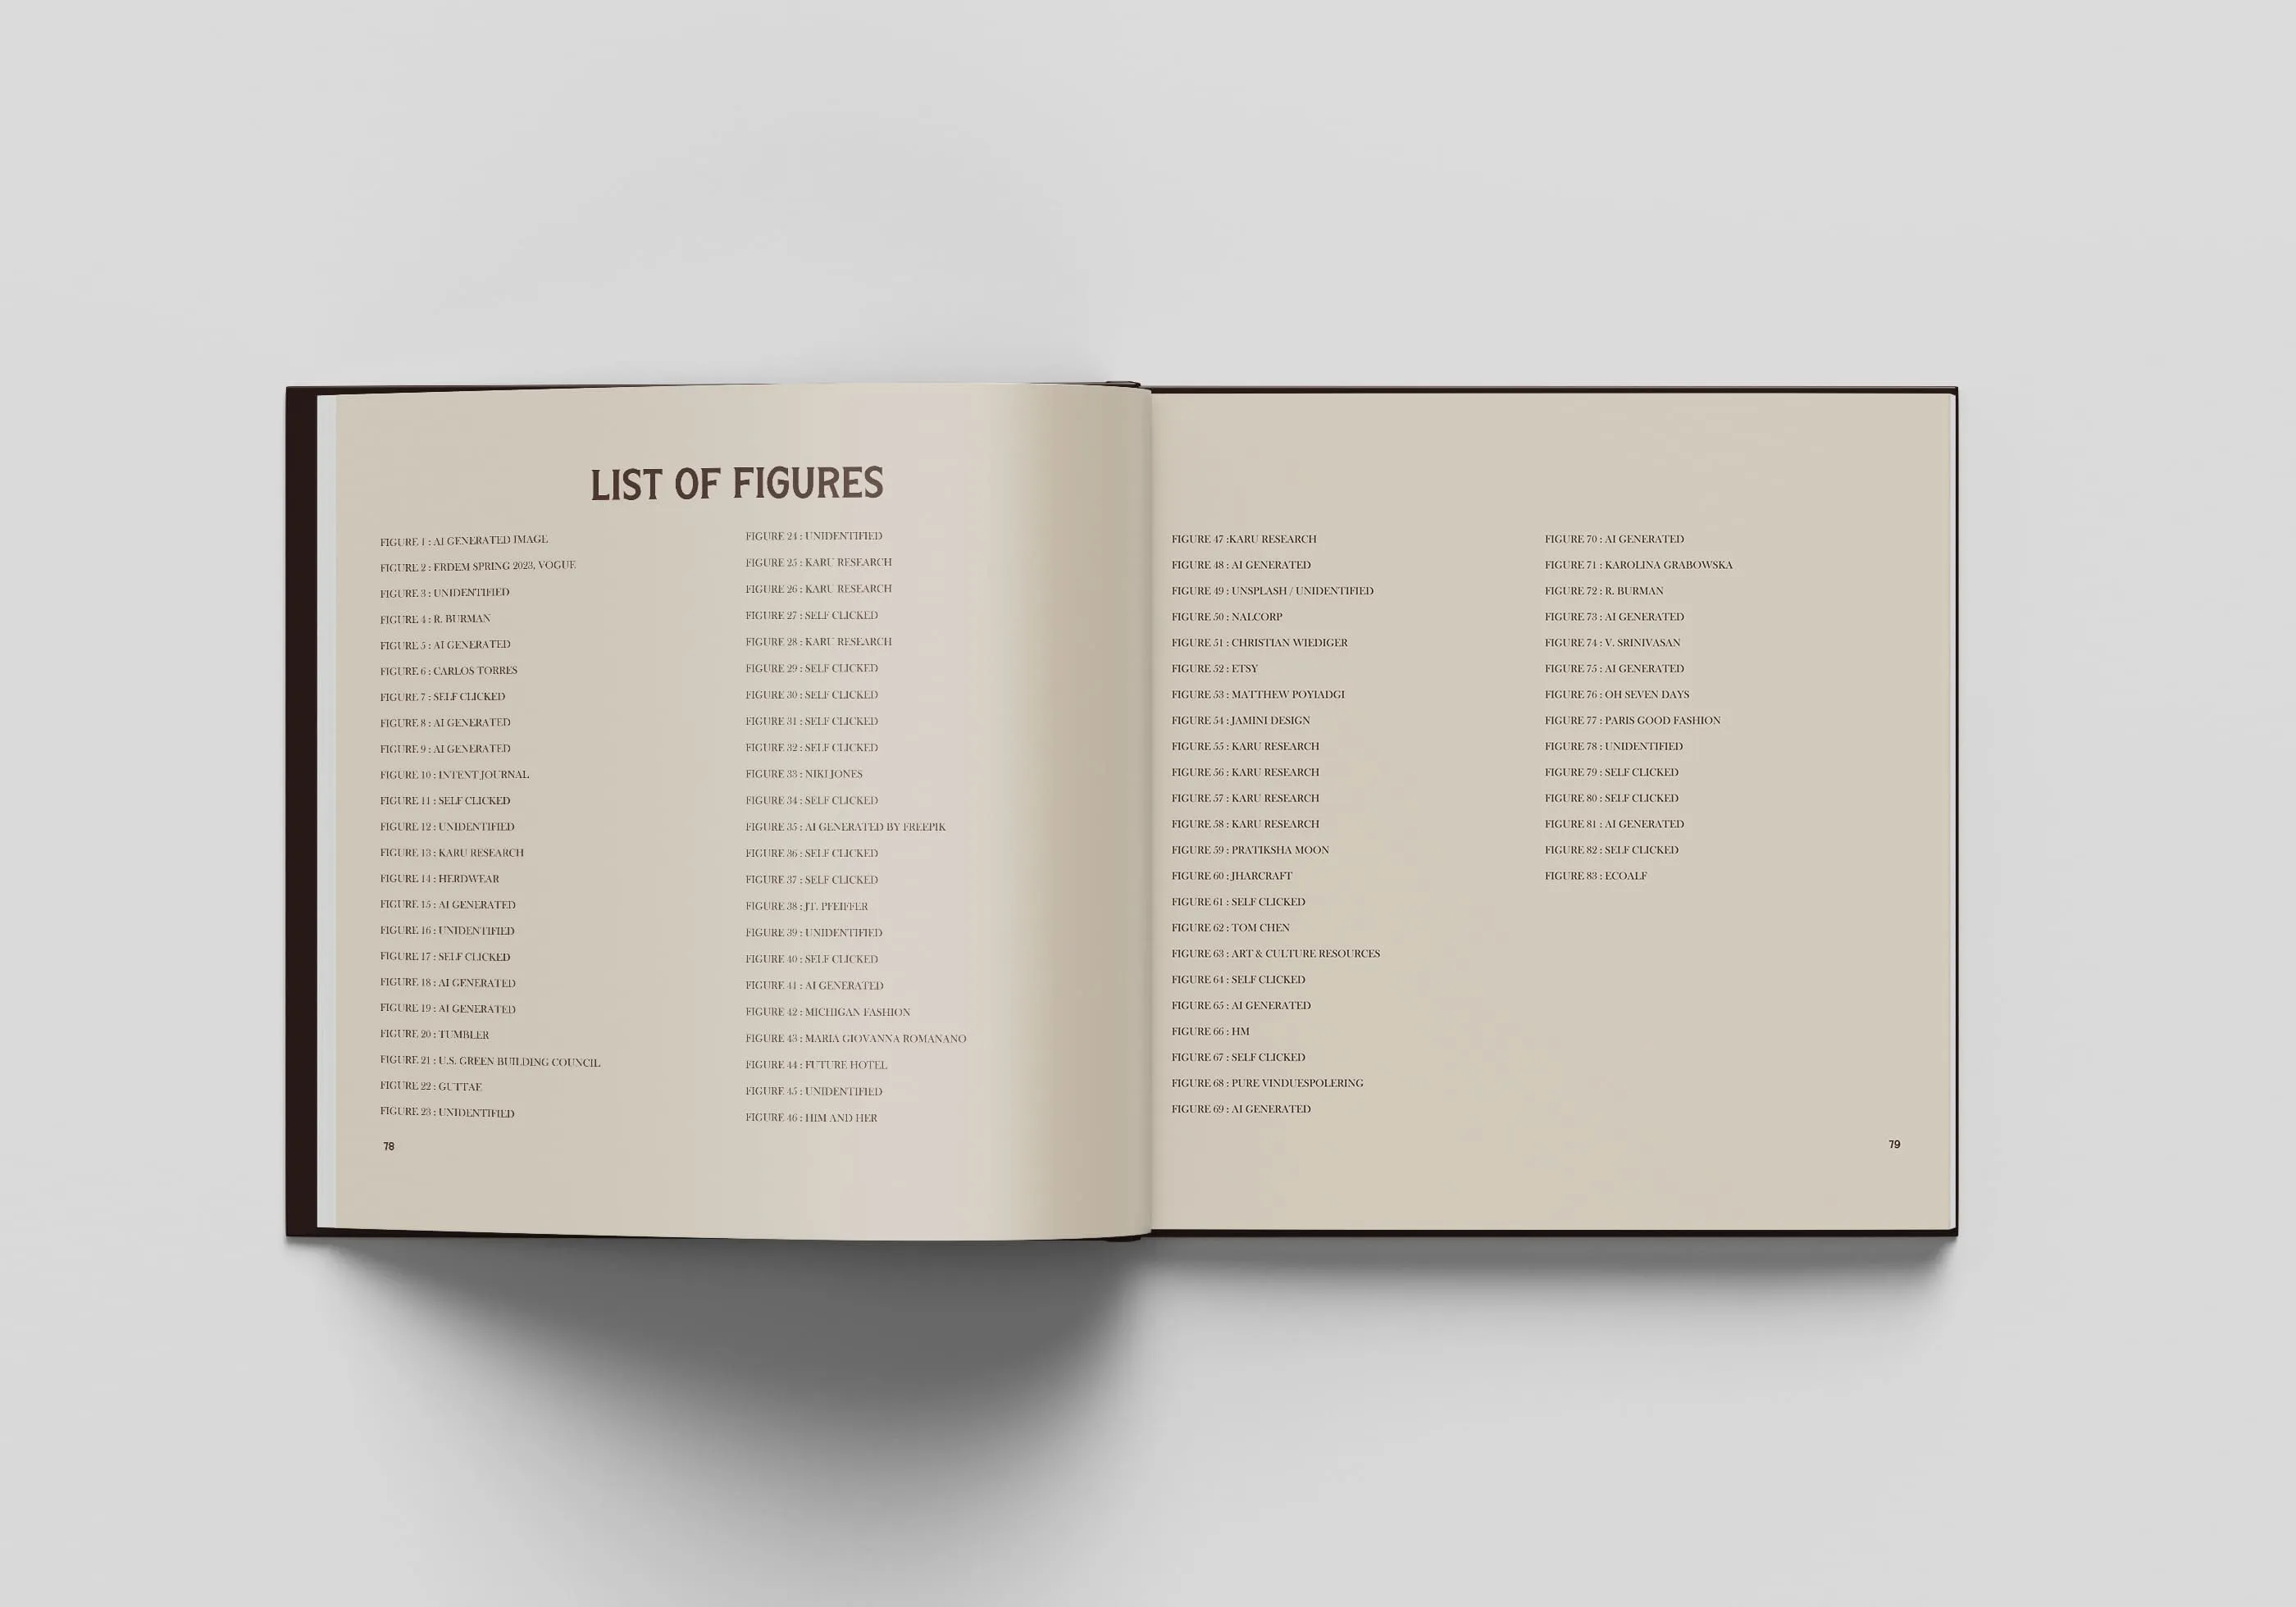 LIST OF FIGURES
FIGURE 1 : AI GENERATED IMAGE
FIGURE 2 : ERDEM SPRING 2023, VOGUE
FIGURE 3 : UNIDENTIFIED
FIGURE 4 : R. BURMAN
FIGURE 5 : AI GENERATED
FIGURE 6 : CARLOS TORRES
FIGURE 7 : SELF CLICKED
FIGURE 8 : AI GENERATED
FIGURE 9 : AI GENERATED
FIGURE 10 : INTENT JOURNAL
FIGURE 11 : SELF CLICKED
FIGURE 12 : UNIDENTIFIED
FIGURE 13 : KARU RESEARCH
FIGURE 14 : HERDWEAR
FIGURE 15 : AI GENERATED
FIGURE 16 : UNIDENTIFIED
FIGURE 17 : SELF CLICKED
FIGURE 18 : AI GENERATED
FIGURE 19 : AI GENERATED
FIGURE 20 : TUMBLER
FIGURE 21 : U.S. GREEN BUILDING COUNCIL
FIGURE 22 : GUTTAE
FIGURE 23 : UNIDENTIFIED
78
FIGURE 24 : UNIDENTIFIED
FIGURE 25 : KARU RESEARCH
FIGURE 26 : KARU RESEARCH
FIGURE 27 : SELF CLICKED
FIGURE 28 : KARU RESEARCH
FIGURE 29 : SELF CLICKED
FIGURE 30 : SELF CLICKED
FIGURE 31 : SELF CLICKED
FIGURE 32 : SELF CLICKED
FIGURE 33 : NIKI JONES
FIGURE 34 : SELF CLICKED
FIGURE 35 : AI GENERATED BY FREEPIK
FIGURE 36 : SELF CLICKED
FIGURE 37 : SELF CLICKED
FIGURE 38 : JT. PFEIFFER
FIGURE 39 : UNIDENTIFIED
FIGURE 40 : SELF CLICKED
FIGURE 41 : AI GENERATED
FIGURE 42 : MICHIGAN FASHION
FIGURE 43 : MARIA GIOVANNA ROMANANO
FIGURE 44 : FUTURE HOTEL
FIGURE 45 : UNIDENTIFIED
FIGURE 46 : HIM AND HER
FIGURE 47 :KARU RESEARCH
FIGURE 48 : AI GENERATED
FIGURE 49 : UNSPLASH / UNIDENTIFIED
FIGURE 50 : NALCORP
FIGURE 51 : CHRISTIAN WIEDIGER
FIGURE 52 : ETSY
FIGURE 53 : MATTHEW POYIADGI
FIGURE 54 : JAMINI DESIGN
FIGURE 55 : KARU RESEARCH
FIGURE 56 : KARU RESEARCH
FIGURE 57 : KARU RESEARCH
FIGURE 58 : KARU RESEARCH
FIGURE 59 : PRATIKSHA MOON
FIGURE 60 : JHARCRAFT
FIGURE 61 : SELF CLICKED
FIGURE 62 : TOM CHEN
FIGURE 63 : ART & CULTURE RESOURCES
FIGURE 64 : SELF CLICKED
FIGURE 65 : AI GENERATED
FIGURE 66 : HM
FIGURE 67 : SELF CLICKED
FIGURE 68 : PURE VINDUESPOLERING
FIGURE 69 : AI GENERATED
FIGURE 70 : AI GENERATED
FIGURE 71 : KAROLINA GRABOWSKA
FIGURE 72 : R. BURMAN
FIGURE 73 : AI GENERATED
FIGURE 74 : V. SRINIVASAN
FIGURE 75 : AI GENERATED
FIGURE 76 : OH SEVEN DAYS
FIGURE 77 : PARIS GOOD FASHION
FIGURE 78 : UNIDENTIFIED
FIGURE 79 : SELF CLICKED
FIGURE 80 : SELF CLICKED
FIGURE 81 : AI GENERATED
FIGURE 82 : SELF CLICKED
FIGURE 83 : ECOALF
79